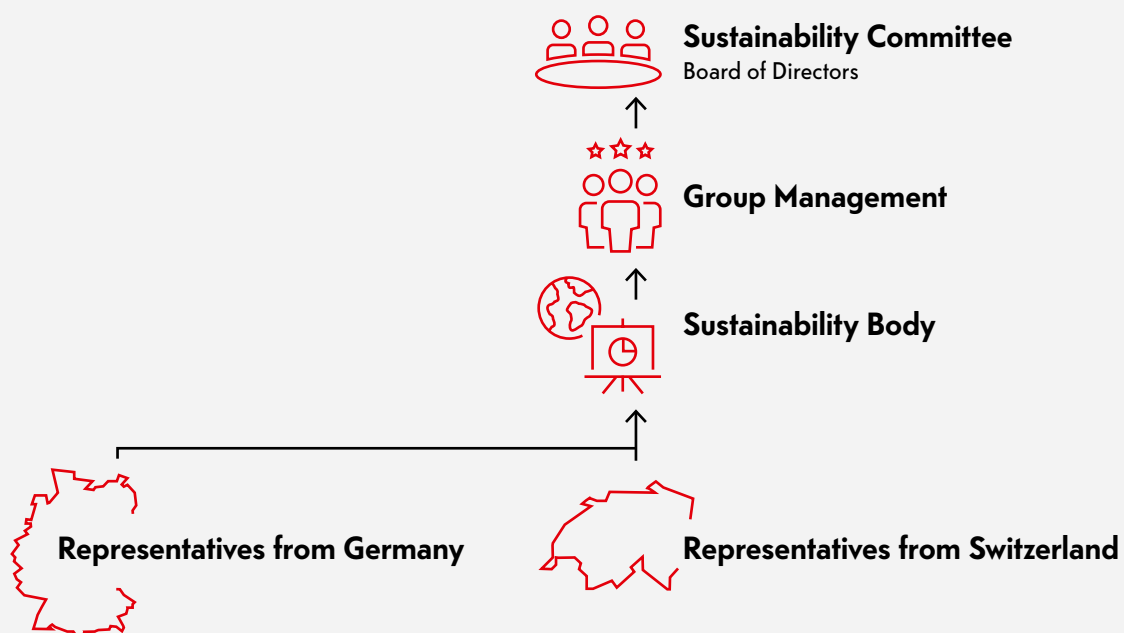 Sustainability Committee
Board of Directors
Group Management
Sustainability Body
Representatives from Germany
Representatives from Switzerland